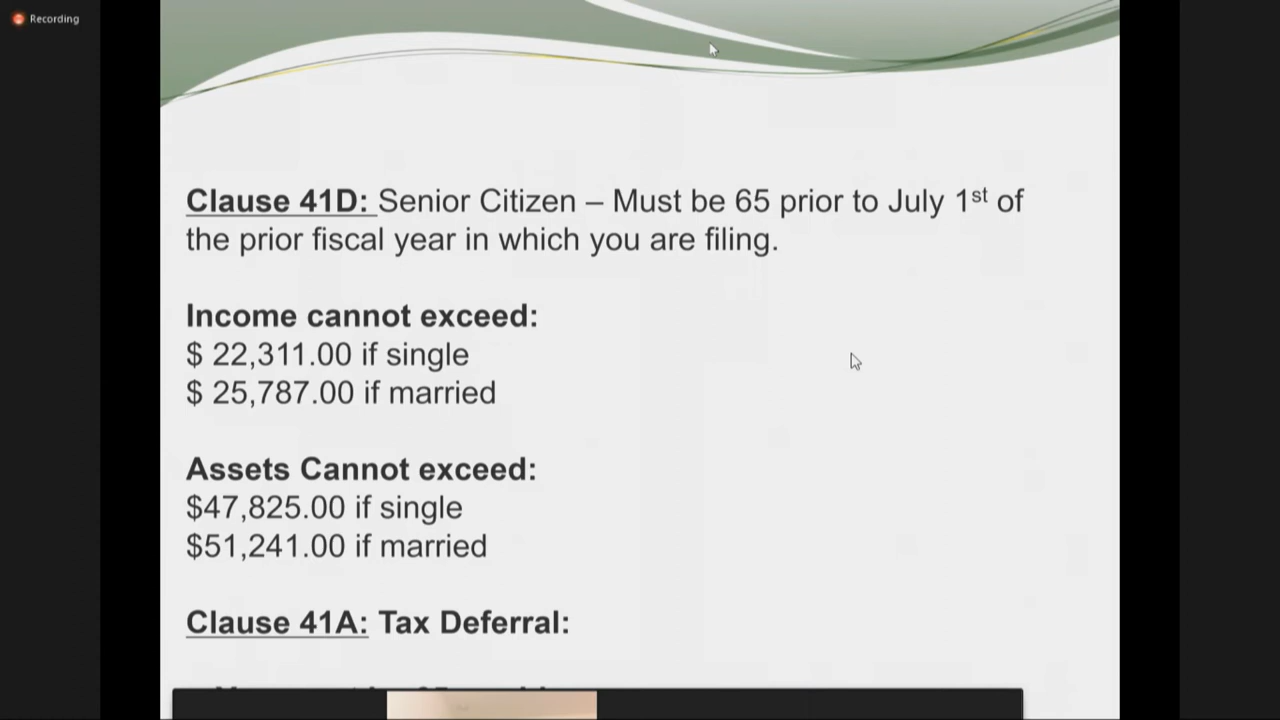 Recording
Clause 41D: Senior Citizen – Must be 65 prior to July 1st of
the prior fiscal year in which you are filing.
Income cannot exceed:
$ 22,311.00 if single
$ 25,787.00 if married
Assets Cannot exceed:
$47,825.00 if single
$51,241.00 if married
Clause 41A: Tax Deferral: